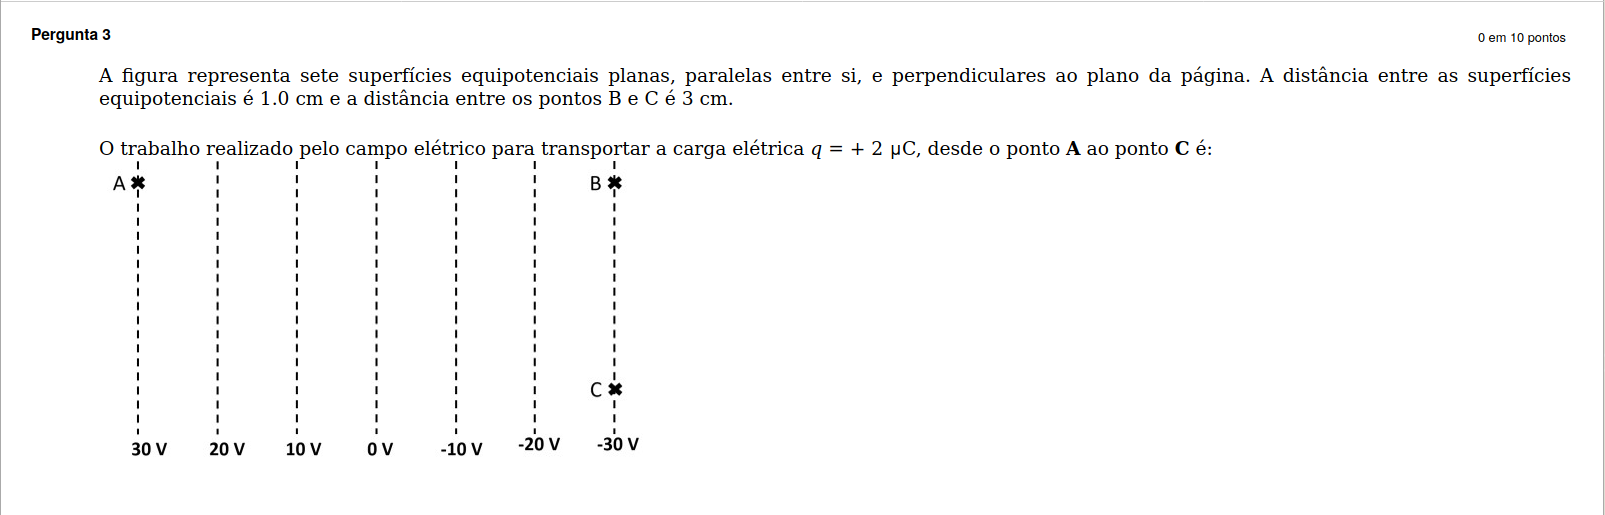 Pergunta 3
0 em 10 pontos
A figura representa sete superfícies equipotenciais planas, paralelas entre si, e perpendiculares ao plano da página. A distância entre as superfícies
equipotenciais é 1.0 cm e a distância entre os pontos B e C é 3 cm.
O trabalho realizado pelo campo elétrico para transportar a carga elétrica q = + 2 µC, desde o ponto A ao ponto C é:
A
B
C
30 V 20 V 10 V 0 V -10 V -20 V -30 V